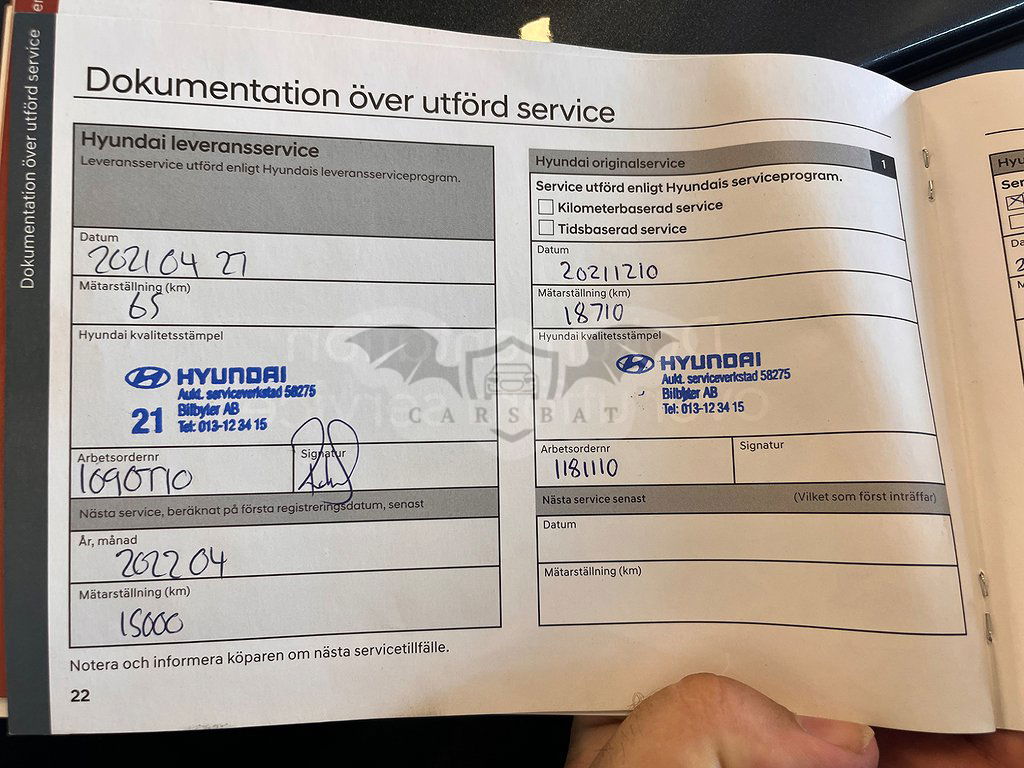 Dokumentation över utförd service
Dokumentation över utförd service
Hyundai leveransservice
Leveransservice utförd enligt Hyundais leveransserviceprogram.
Datum
2021 04 27
Mätarställning (km)
65
Hyundai kvalitetsstämpel
HYUNDAI
Aukt. serviceverkstad 58275
21 Bilbyter AB
Tel: 013-12 34 15
Arbetsordernr
Signatur
Nästa service, beräknat på första registreringsdatum, senast
År, månad
2022 04
Mätarställning (km)
15000
Notera och informera köparen om nästa servicetillfälle.
22
Hyundai originalservice 1
Service utförd enligt Hyundais serviceprogram.
Kilometerbaserad service
Tidsbaserad service
Datum
20211210
Mätarställning (km)
18710
Hyundai kvalitetsstämpel
HYUNDAI
Aukt. serviceverkstad 58275
Bilbyter AB
Tel: 013-12 34 15
Arbetsordernr
1181110
Signatur
Nästa service senast (Vilket som först inträffar)
Datum
Mätarställning (km)
CARSBAT